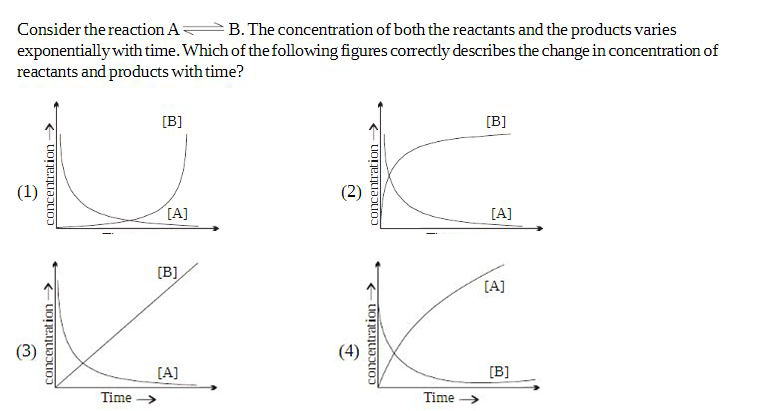 Consider the reaction A ⇌ B. The concentration of both the reactants and the products varies
exponentially with time. Which of the following figures correctly describes the change in concentration of
reactants and products with time?
[B]
(1)
concentration →
[A]
[B]
(2)
concentration →
[A]
[B]
(3)
concentration →
[A]
Time →
[A]
(4)
concentration →
[B]
Time →